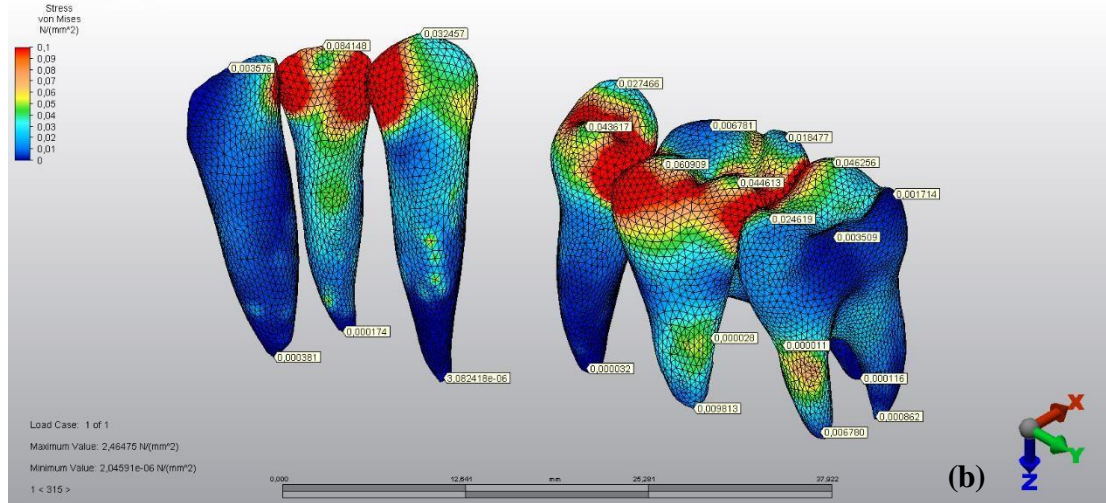 Stress
von Mises
N/(mm^2)
0,1
0,09
0,08
0,07
0,06
0,05
0,04
0,03
0,02
0,01
0
0,003576
0,084148
0,032457
0,000381
0,000174
3,082418e-06
0,027466
0,043617
0,006781
0,018477
0,060909
0,044613
0,046256
0,001714
0,024619
0,003509
0,000028
0,000011
0,000032
0,000116
0,009813
0,000862
0,006780
Load Case: 1 of 1
Maximum Value: 2,46475 N/(mm^2)
Minimum Value: 2,04591e-06 N/(mm^2)
1 < 315 >
0,000 12,641 mm 25,281 37,922
(b)
X
Y
Z